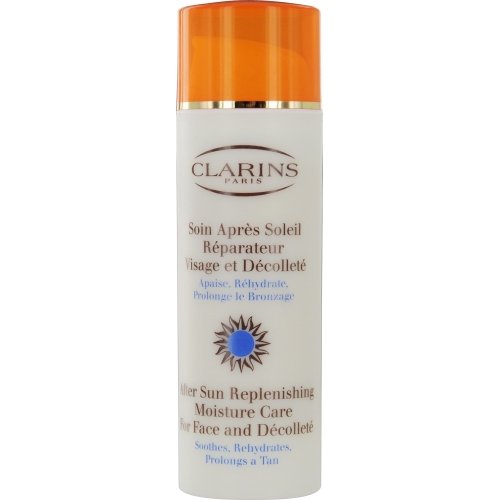 CLARINS
PARIS
Soin Après Soleil
Réparateur
Visage et Décolleté
Apaise, Réhydrate,
Prolonge le Bronzage
After Sun Replenishing
Moisture Care
For Face and Décolleté
Soothes, Rehydrates,
Prolongs a Tan